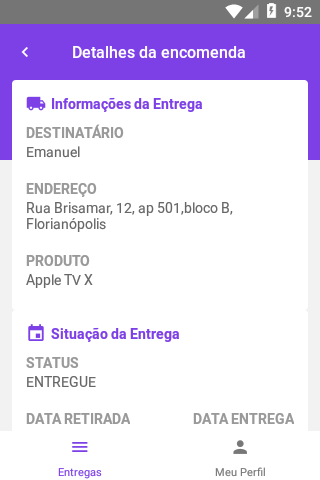 9:52
Detalhes da encomenda
Informações da Entrega
DESTINATÁRIO
Emanuel
ENDEREÇO
Rua Brisamar, 12, ap 501,bloco B,
Florianópolis
PRODUTO
Apple TV X
Situação da Entrega
STATUS
ENTREGUE
DATA RETIRADA DATA ENTREGA
Entregas Meu Perfil